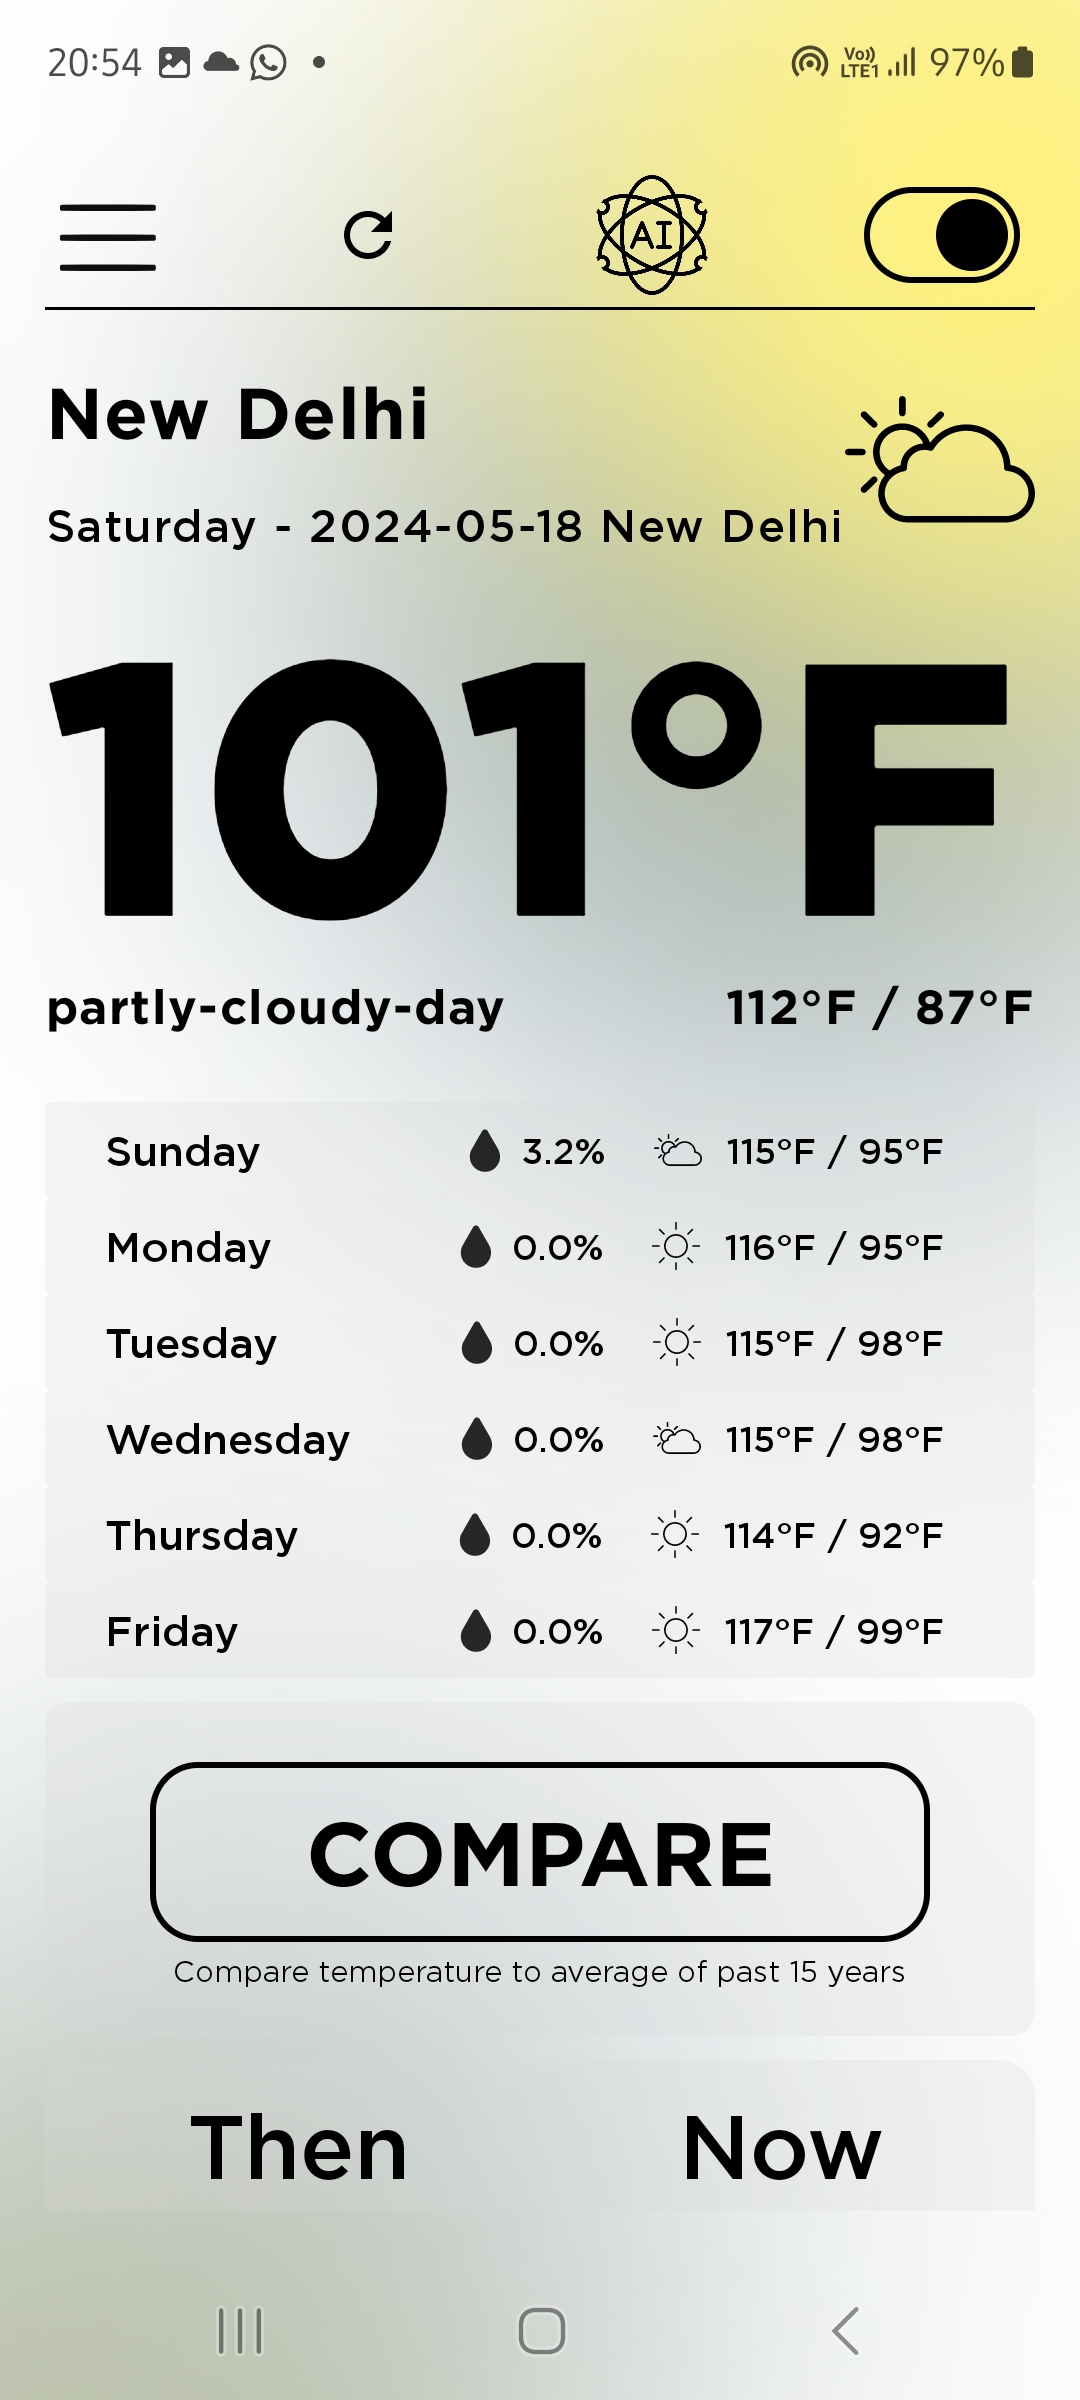 20:54 Vo)) LTE1 97%
AI
New Delhi
Saturday - 2024-05-18 New Delhi
101°F
partly-cloudy-day 112°F / 87°F
Sunday 3.2% 115°F / 95°F
Monday 0.0% 116°F / 95°F
Tuesday 0.0% 115°F / 98°F
Wednesday 0.0% 115°F / 98°F
Thursday 0.0% 114°F / 92°F
Friday 0.0% 117°F / 99°F
COMPARE
Compare temperature to average of past 15 years
Then Now